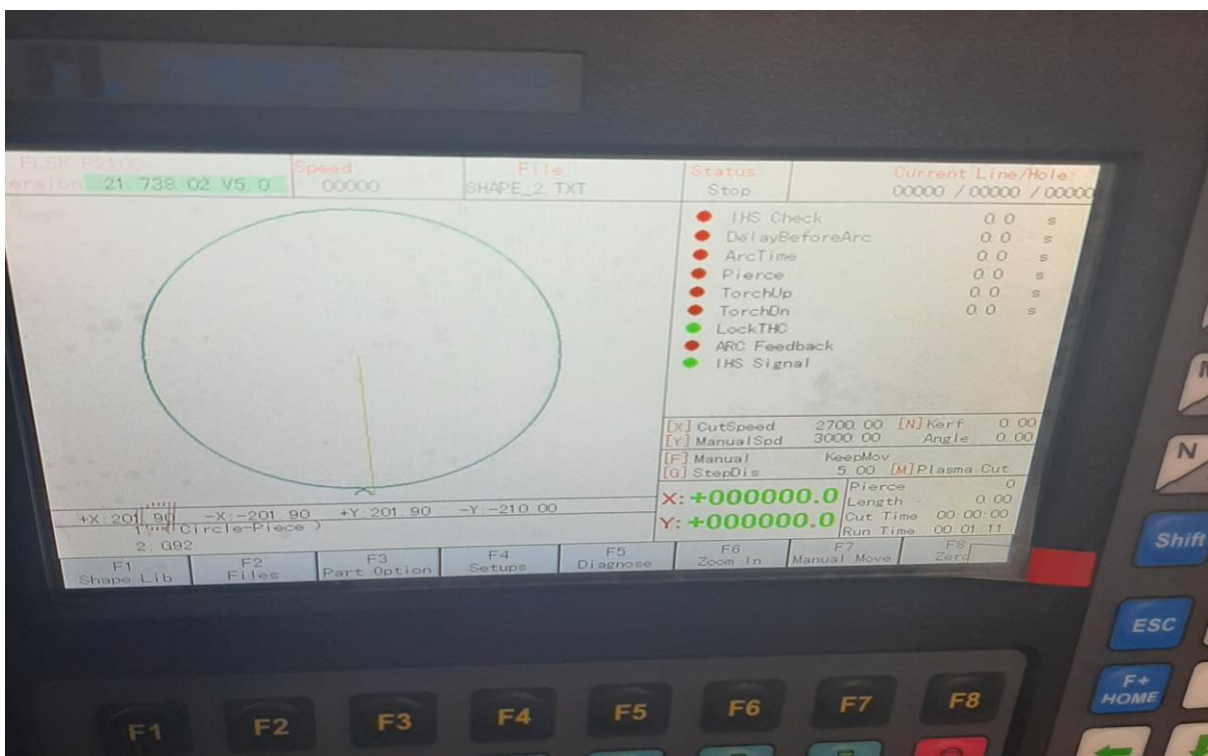 FLSK F2100
ersion 21.738.02 V5.0
Speed:
00000
File:
SHAPE_2 TXT
Status:
Stop
Current Line/Hole:
00000 / 00000 / 00000
IHS Check 0.0 s
DelayBeforeArc 0.0 s
ArcTime 0.0 s
Pierce 0.0 s
TorchUp 0.0 s
TorchDn 0.0 s
LockTHC
ARC Feedback
IHS Signal
[X] CutSpeed 2700.00 [N] Kerf 0.00
[Y] ManualSpd 3000.00 Angle 0.00
[F] Manual KeepMov
[G] StepDis 5.00 [M]Plasma Cut
X: +000000.0
Y: +000000.0
Pierce 0
Length 0.00
Cut Time 00:00:00
Run Time 00:01:11
+X:201.90 -X:-201.90 +Y:201.90 -Y:-210.00
(Circle-Piece )
2: G92
F1 Shape Lib
F2 Files
F3 Part Option
F4 Setups
F5 Diagnose
F6 Zoom In
F7 Manual Move
F8 Zero
N
Shift
ESC
F+ HOME
F1 F2 F3 F4 F5 F6 F7 F8